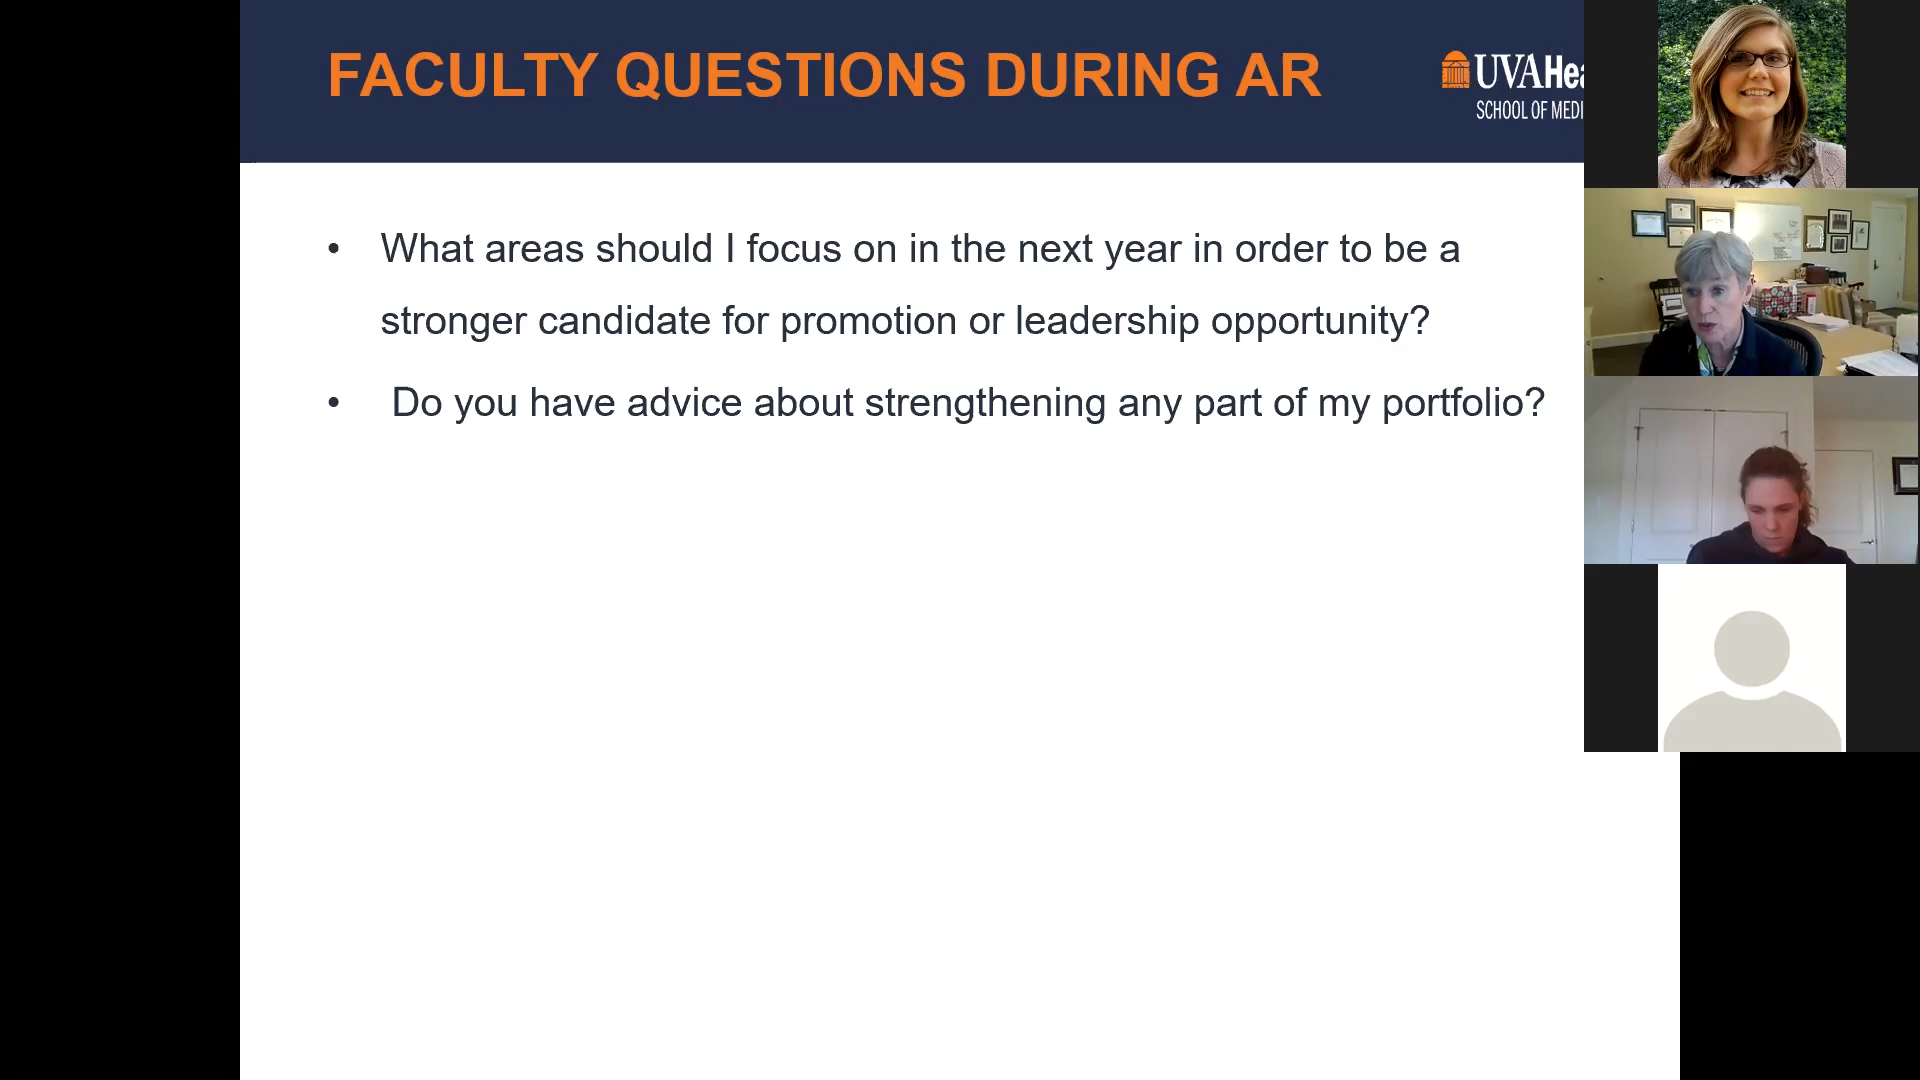 FACULTY QUESTIONS DURING AR
UVAHea
SCHOOL OF MEDI
• What areas should I focus on in the next year in order to be a
stronger candidate for promotion or leadership opportunity?
• Do you have advice about strengthening any part of my portfolio?